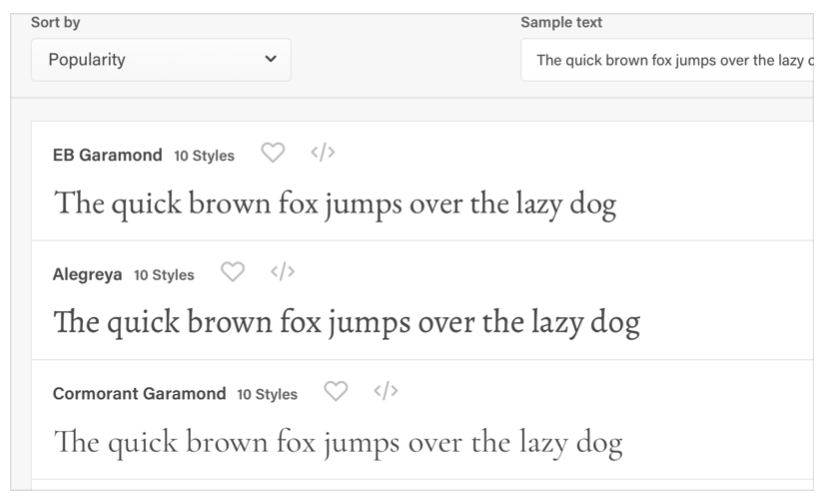 Sort by
Sample text
Popularity
The quick brown fox jumps over the lazy
EB Garamond 10 Styles </>
The quick brown fox jumps over the lazy dog
Alegreya 10 Styles </>
The quick brown fox jumps over the lazy dog
Cormorant Garamond 10 Styles </>
The quick brown fox jumps over the lazy dog